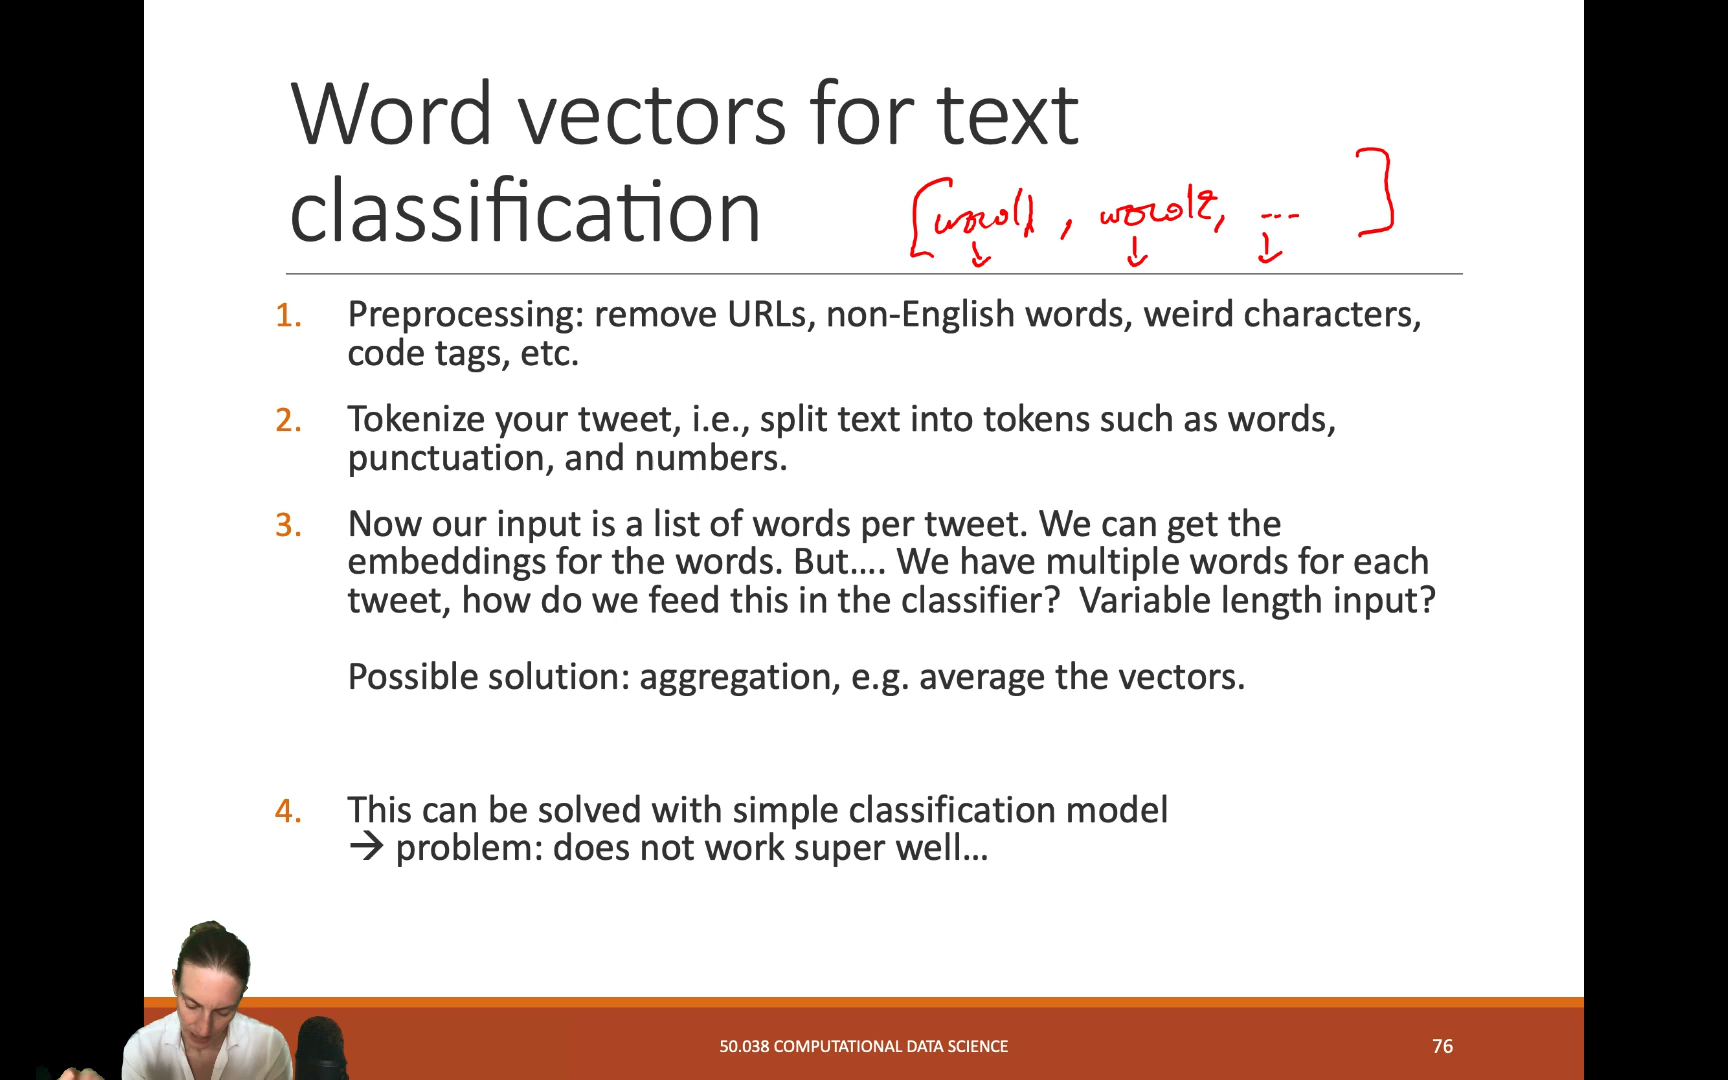 Word vectors for text
classification
[word1, word2, ... ]
1. Preprocessing: remove URLs, non-English words, weird characters,
code tags, etc.
2. Tokenize your tweet, i.e., split text into tokens such as words,
punctuation, and numbers.
3. Now our input is a list of words per tweet. We can get the
embeddings for the words. But.... We have multiple words for each
tweet, how do we feed this in the classifier?  Variable length input?
Possible solution: aggregation, e.g. average the vectors.
4. This can be solved with simple classification model
→ problem: does not work super well...
50.038 COMPUTATIONAL DATA SCIENCE 76